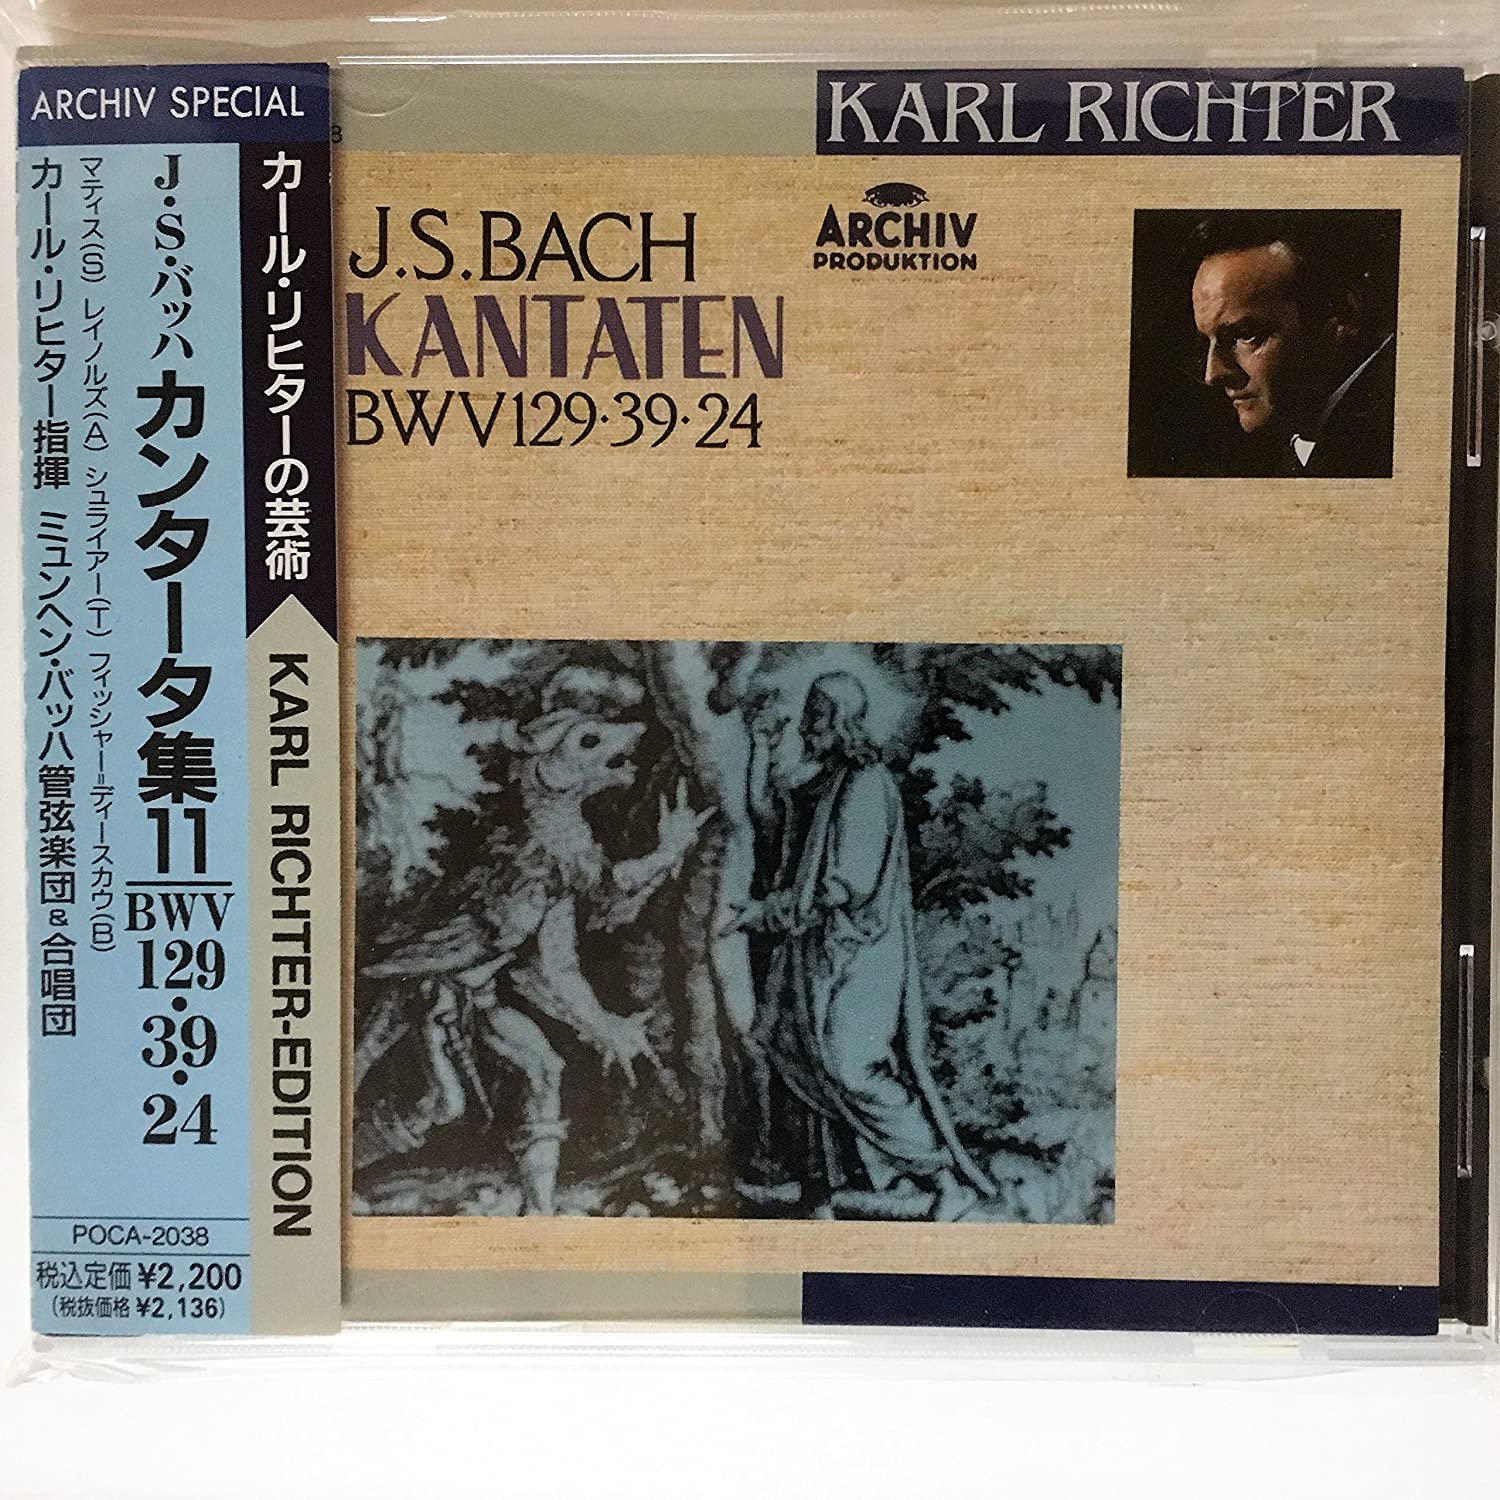 ARCHIV SPECIAL
カール・リヒターの芸術
KARL RICHTER-EDITION
J・S・バッハ
カンタータ集11
BWV
129・39・24
マティス(S) レイノルズ(A) シュライアー(T) フィッシャー=ディースカウ(B)
カール・リヒター指揮 ミュンヘン・バッハ管弦楽団&合唱団
POCA-2038
税込定価¥2,200
(税抜価格¥2,136)
KARL RICHTER
J.S.BACH
KANTATEN
BWV129·39·24
ARCHIV
PRODUKTION